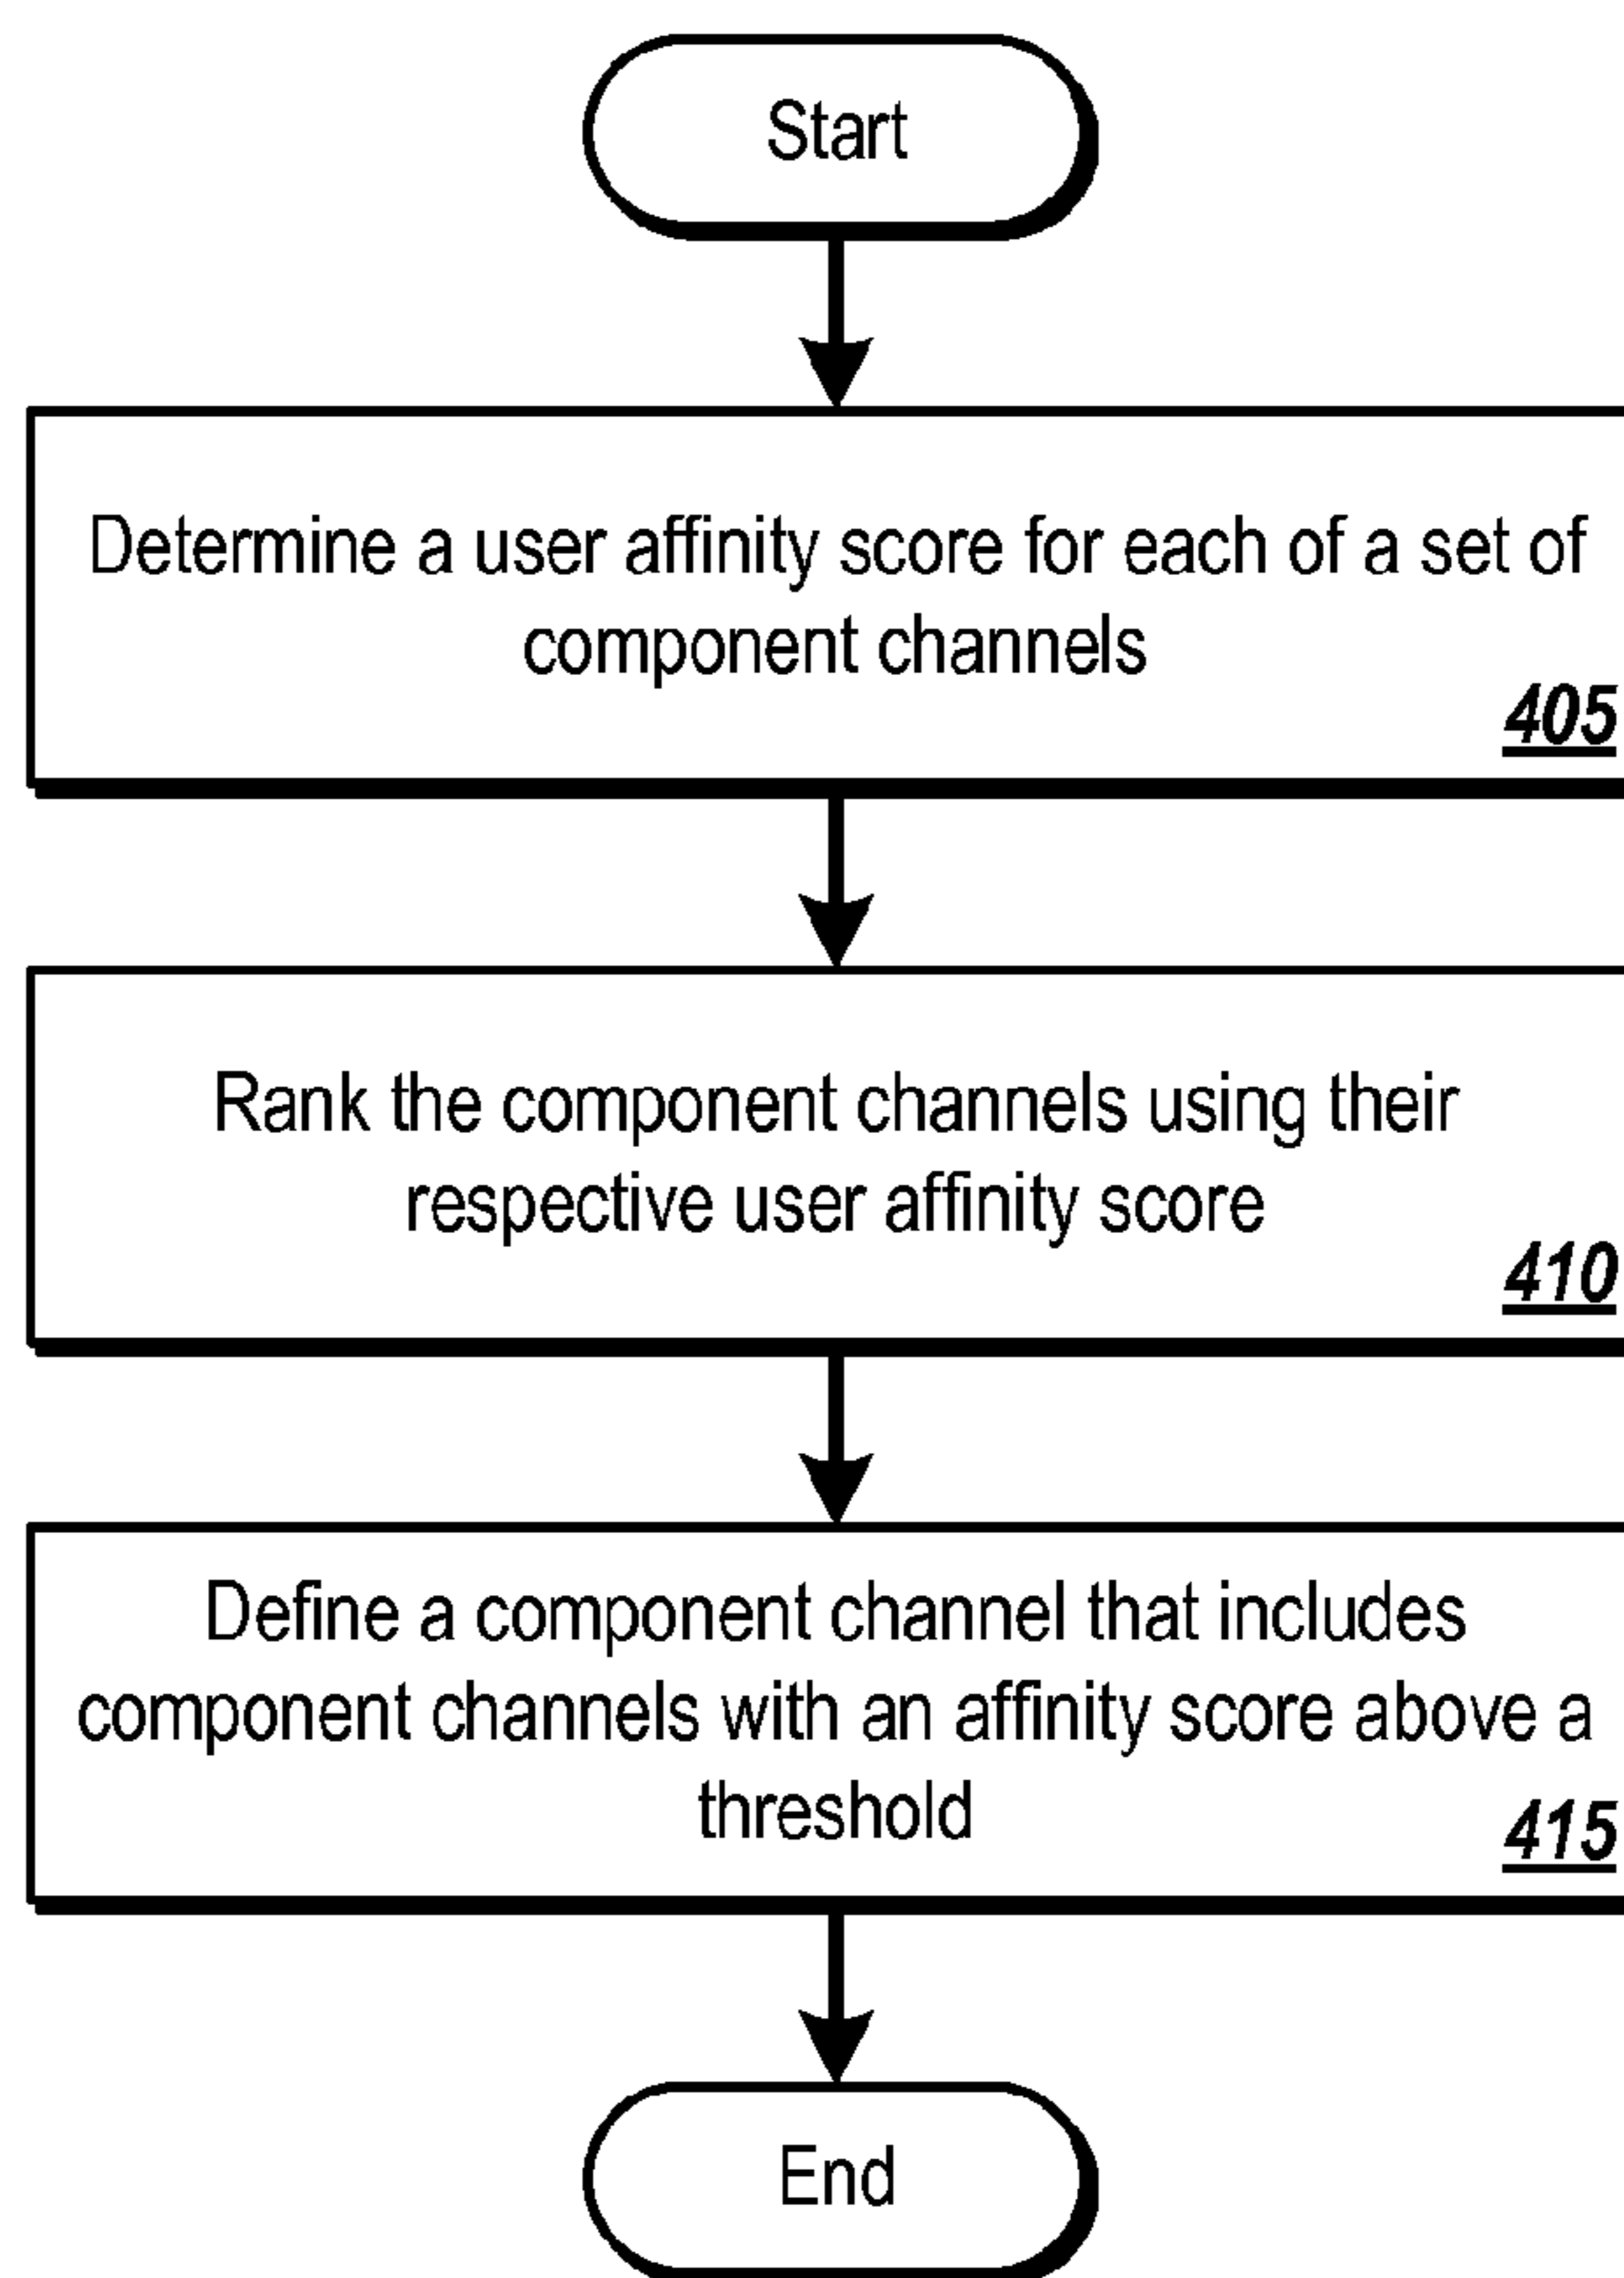 Start
Determine a user affinity score for each of a set of
component channels
405
Rank the component channels using their
respective user affinity score
410
Define a component channel that includes
component channels with an affinity score above a
threshold
415
End